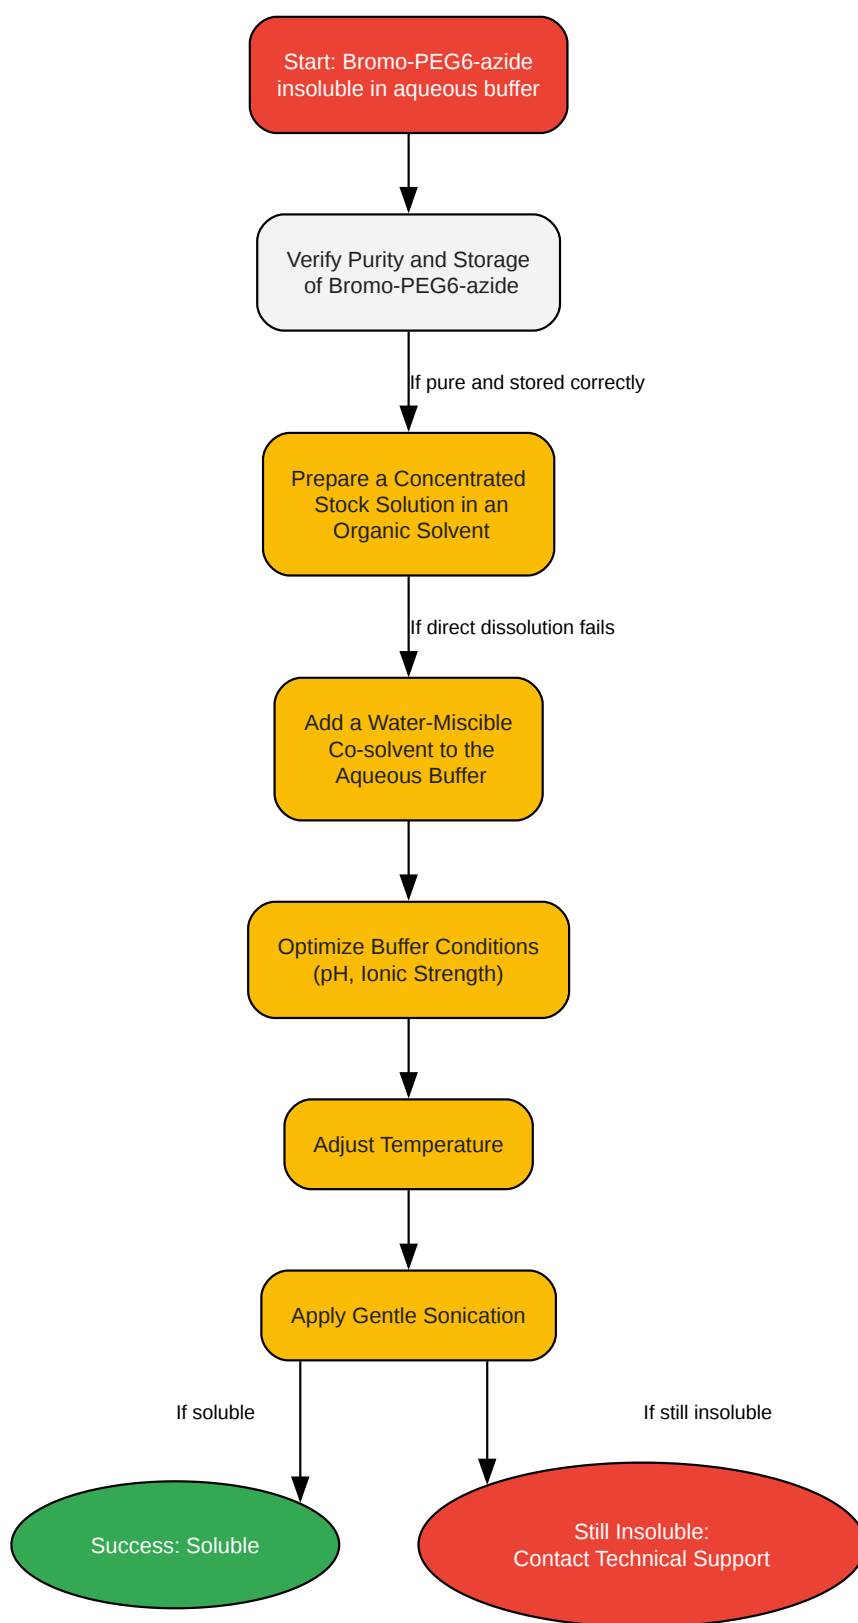 Start: Bromo-PEG6-azide
insoluble in aqueous buffer
Verify Purity and Storage
of Bromo-PEG6-azide
If pure and stored correctly
Prepare a Concentrated
Stock Solution in an
Organic Solvent
If direct dissolution fails
Add a Water-Miscible
Co-solvent to the
Aqueous Buffer
Optimize Buffer Conditions
(pH, Ionic Strength)
Adjust Temperature
Apply Gentle Sonication
If soluble
If still insoluble
Success: Soluble
Still Insoluble:
Contact Technical Support